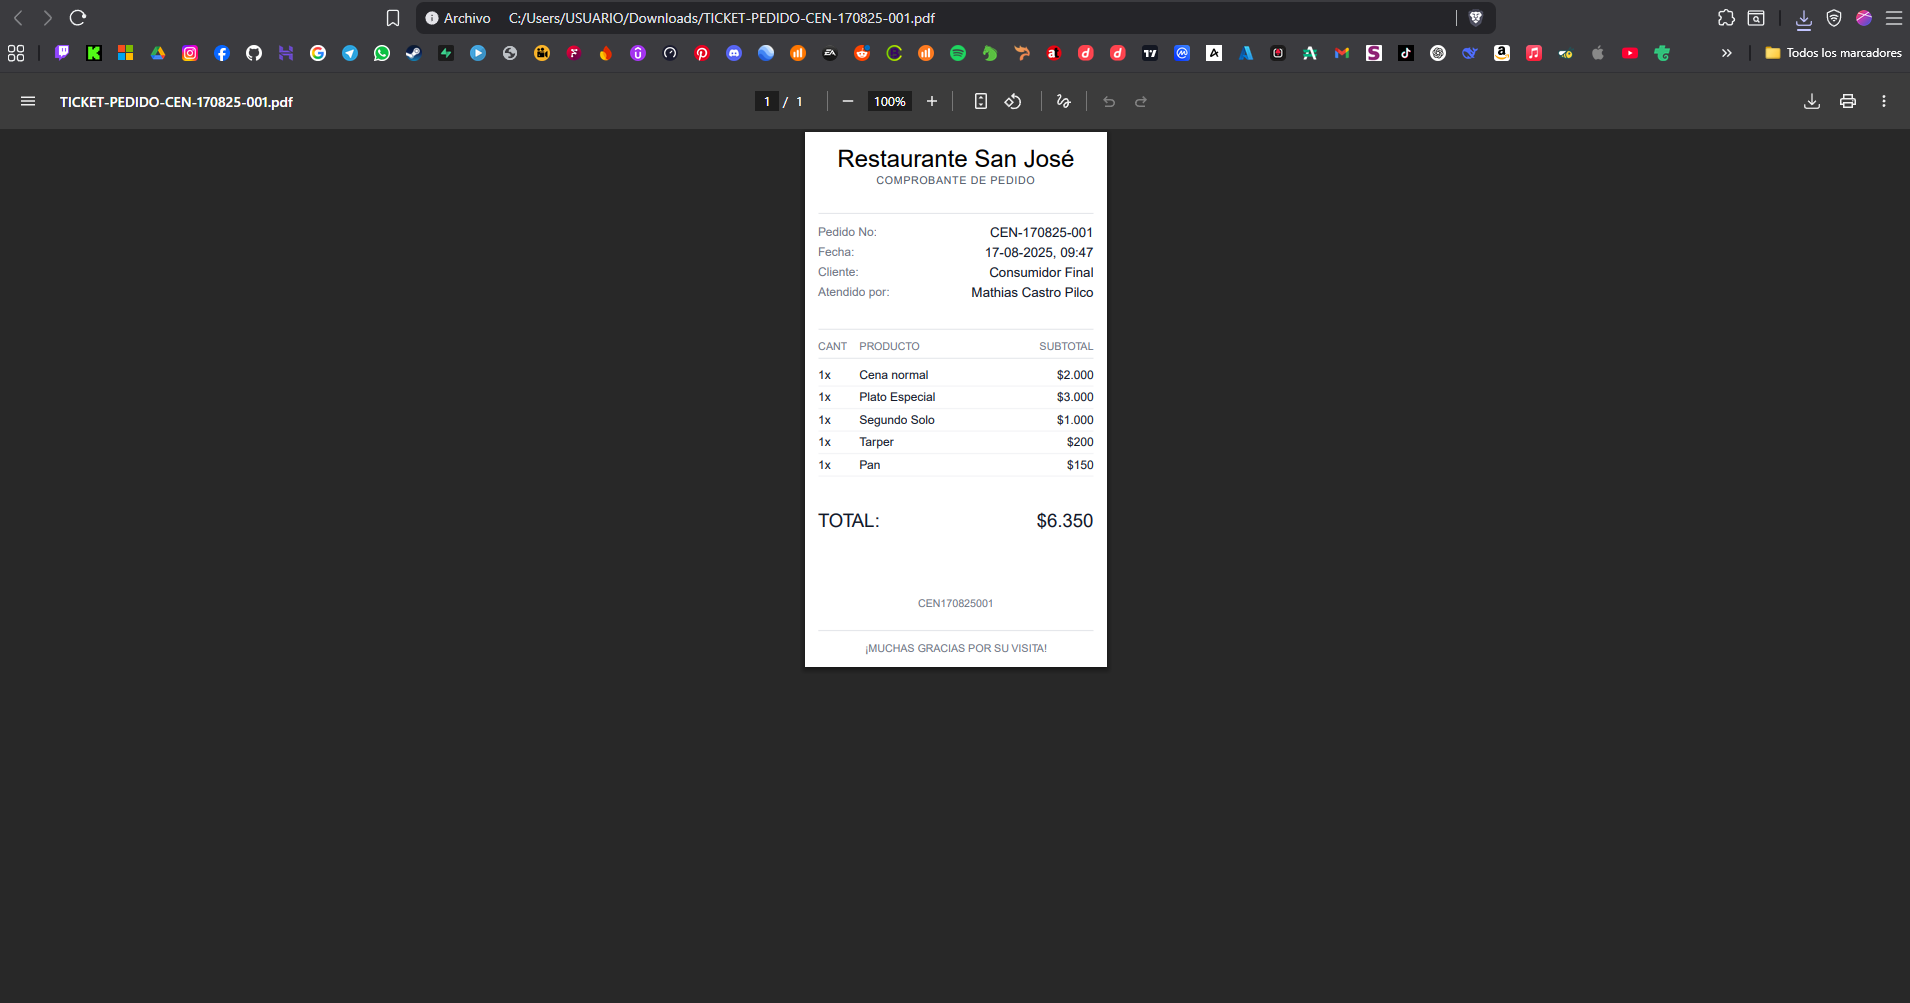 Archivo C:/Users/USUARIO/Downloads/TICKET-PEDIDO-CEN-170825-001.pdf
Todos los marcadores
TICKET-PEDIDO-CEN-170825-001.pdf 1 / 1 100%
Restaurante San José
COMPROBANTE DE PEDIDO
Pedido No: CEN-170825-001
Fecha: 17-08-2025, 09:47
Cliente: Consumidor Final
Atendido por: Mathias Castro Pilco
CANT PRODUCTO SUBTOTAL
1x Cena normal $2.000
1x Plato Especial $3.000
1x Segundo Solo $1.000
1x Tarper $200
1x Pan $150
TOTAL: $6.350
CEN170825001
¡MUCHAS GRACIAS POR SU VISITA!